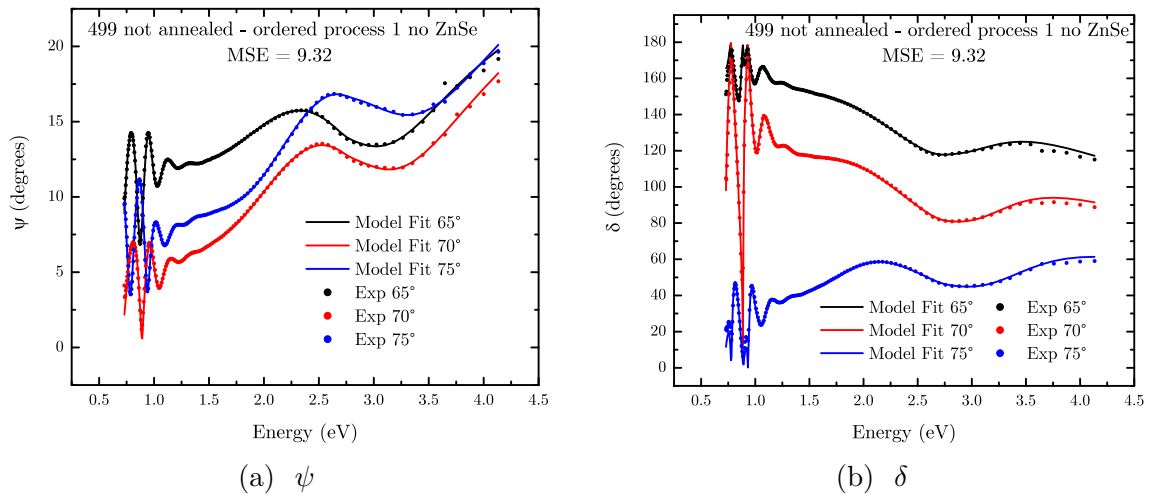 499 not annealed - ordered process 1 no ZnSe
MSE = 9.32
20
15
10
5
0
ψ (degrees)
Model Fit 65°
Model Fit 70°
Model Fit 75°
Exp 65°
Exp 70°
Exp 75°
0.5 1.0 1.5 2.0 2.5 3.0 3.5 4.0 4.5
Energy (eV)
(a) ψ
499 not annealed - ordered process 1 no ZnSe
MSE = 9.32
180
160
140
120
100
80
60
40
20
0
δ (degrees)
Model Fit 65° Exp 65°
Model Fit 70° Exp 70°
Model Fit 75° Exp 75°
0.5 1.0 1.5 2.0 2.5 3.0 3.5 4.0 4.5
Energy (eV)
(b) δ